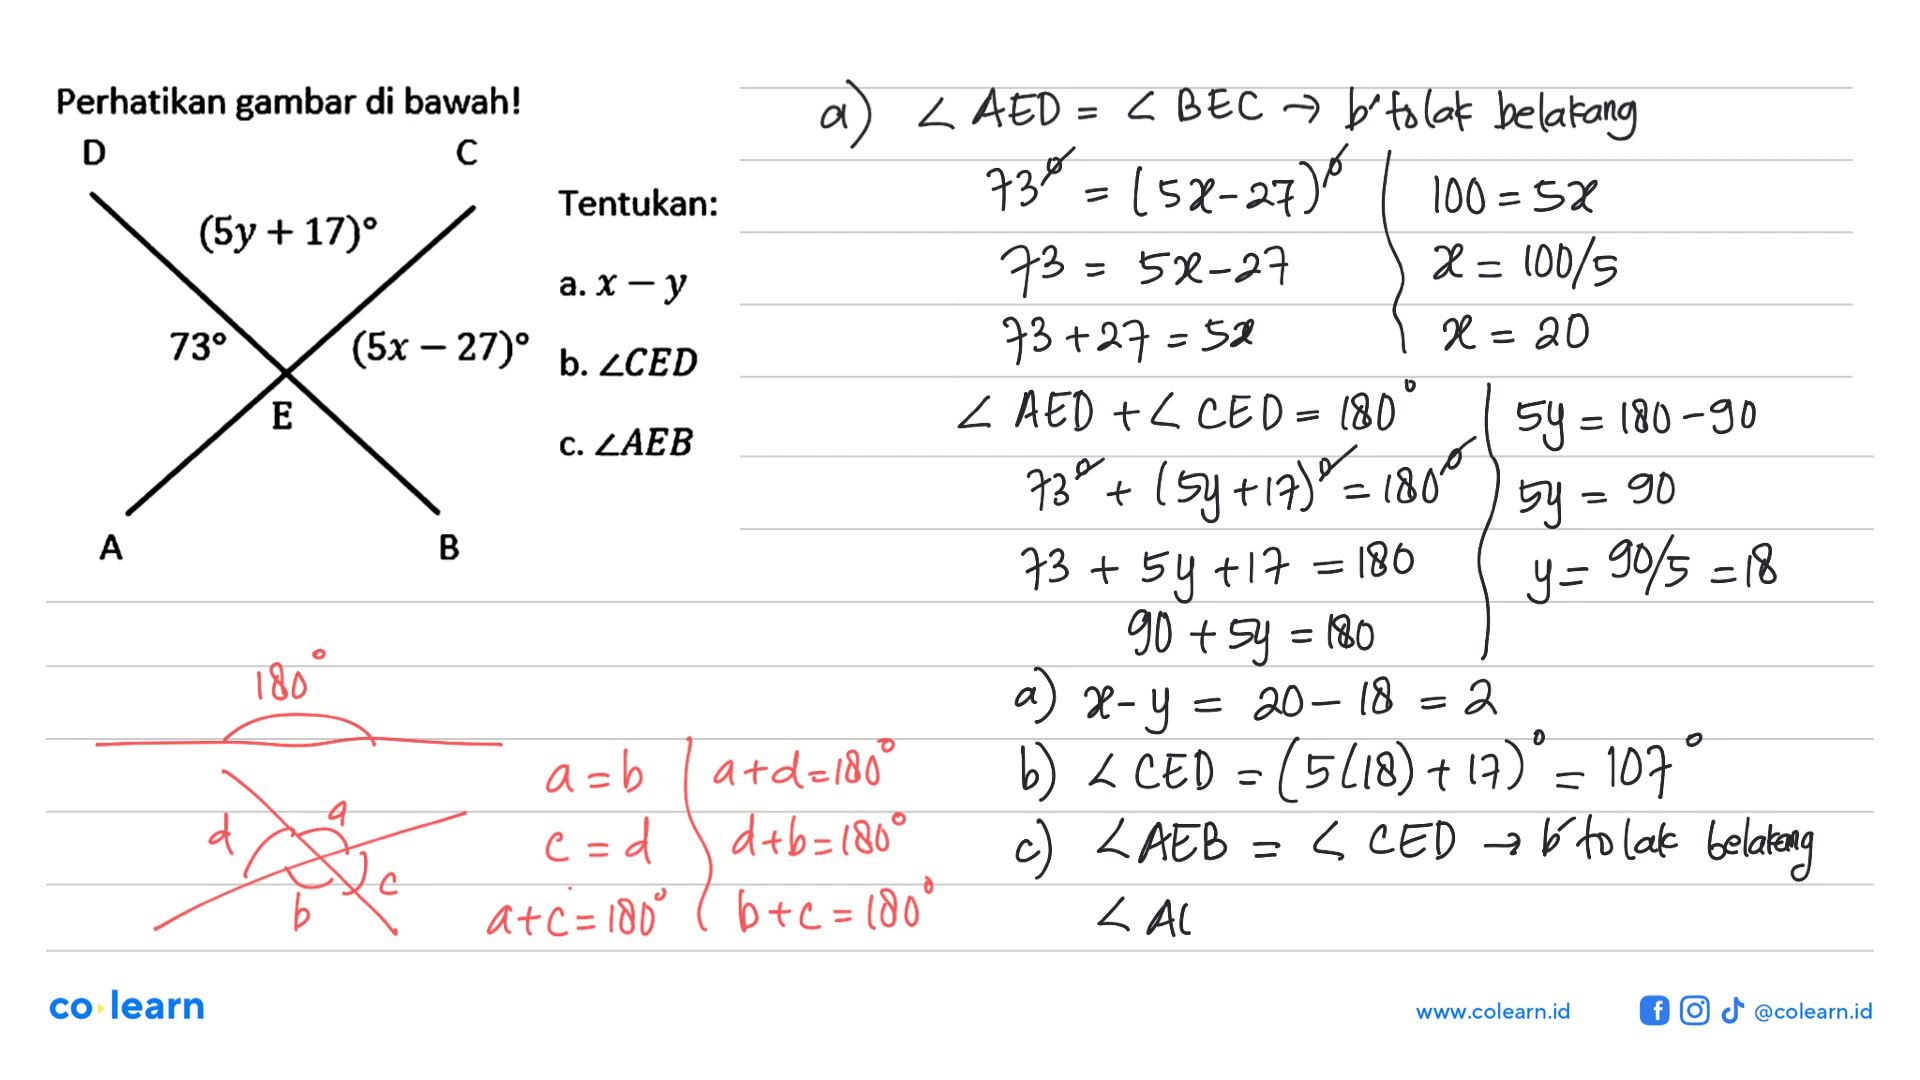 Perhatikan gambar di bawah!
D
C
(5y + 17)°
73°
(5x − 27)°
E
A
B
Tentukan:
a. x − y
b. ∠CED
c. ∠AEB
a) ∠ AED = ∠ BEC → b'tolak belakang
73° = (5x-27)°
73 = 5x-27
73+27 = 5x
100 = 5x
x = 100/5
x = 20
∠ AED + ∠ CED = 180°
73° + (5y+17)° = 180°
73 + 5y +17 = 180
90 + 5y = 180
5y = 180-90
5y = 90
y = 90/5 = 18
a) x-y = 20-18 = 2
b) ∠ CED = (5(18)+17)° = 107°
c) ∠ AEB = ∠ CED → b'tolak belakang
∠ A(
180°
a
d
c
b
a = b
c = d
a+c = 180°
a+d=180°
d+b=180°
b+c = 180°
co learn
www.colearn.id
@colearn.id